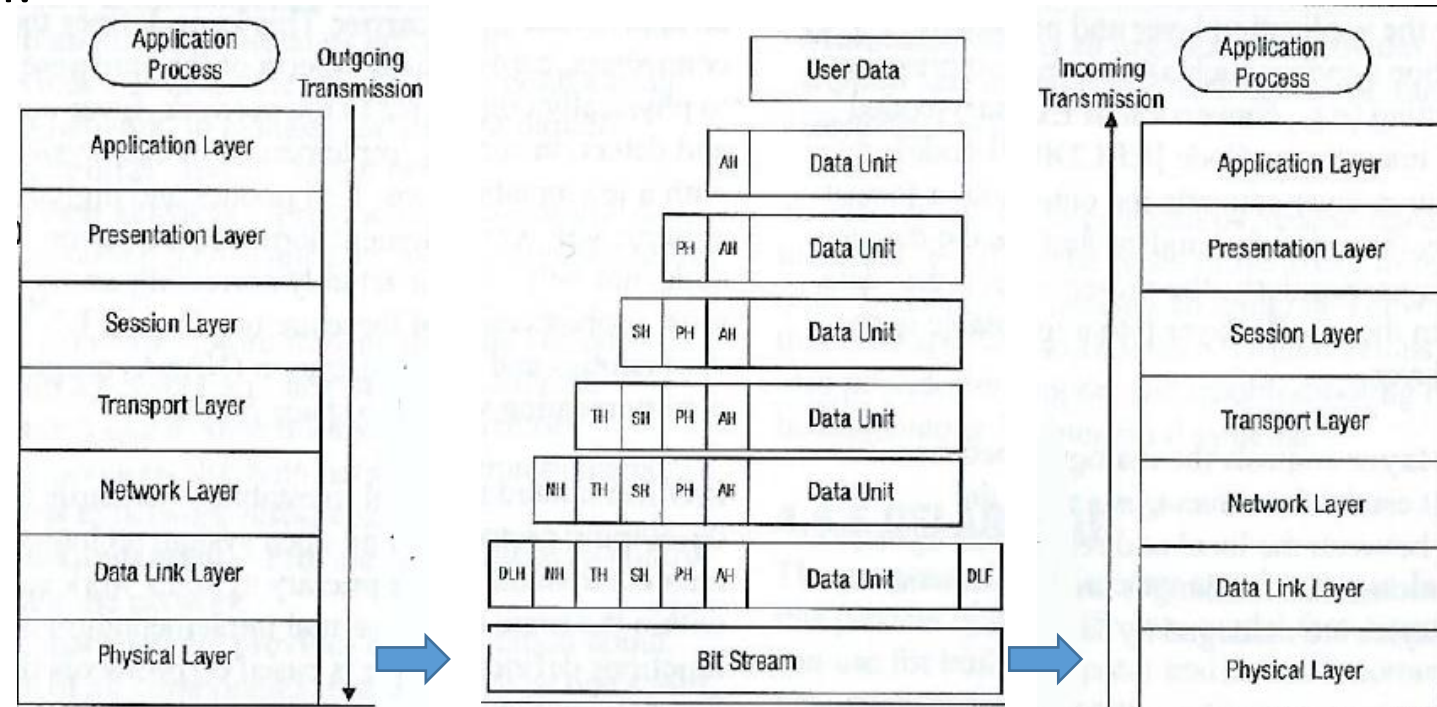 Application
Process
Outgoing
Transmission
Application Layer
Presentation Layer
Session Layer
Transport Layer
Network Layer
Data Link Layer
Physical Layer
User Data
AH Data Unit
PH AH Data Unit
SH PH AH Data Unit
TH SH PH AH Data Unit
NH TH SH PH AH Data Unit
DLH NH TH SH PH AH Data Unit DLF
Bit Stream
Incoming
Transmission
Application
Process
Application Layer
Presentation Layer
Session Layer
Transport Layer
Network Layer
Data Link Layer
Physical Layer